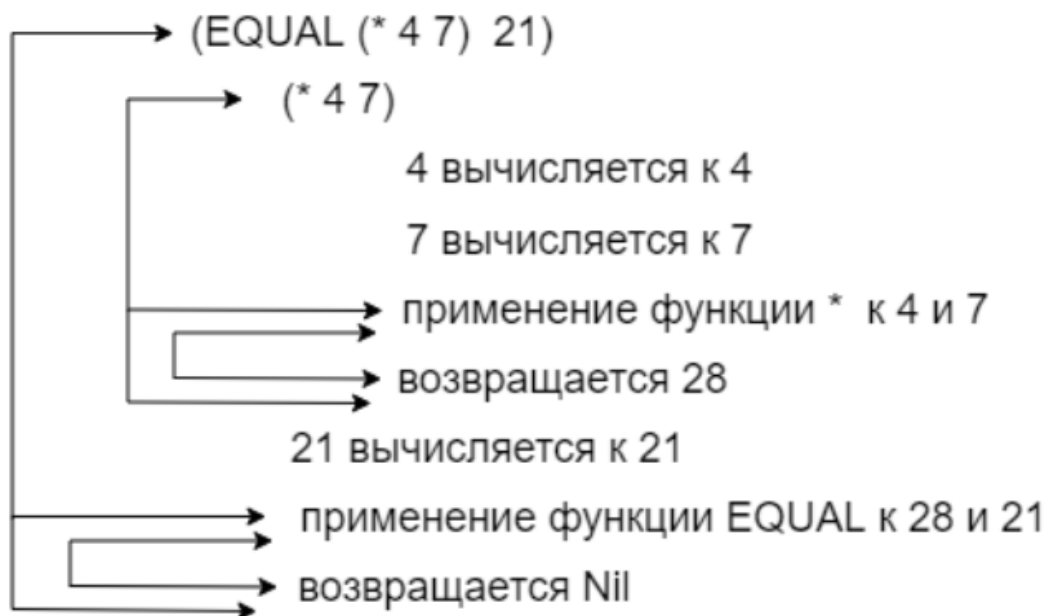 (EQUAL (* 4 7) 21)
(* 4 7)
4 вычисляется к 4
7 вычисляется к 7
применение функции * к 4 и 7
возвращается 28
21 вычисляется к 21
применение функции EQUAL к 28 и 21
возвращается Nil